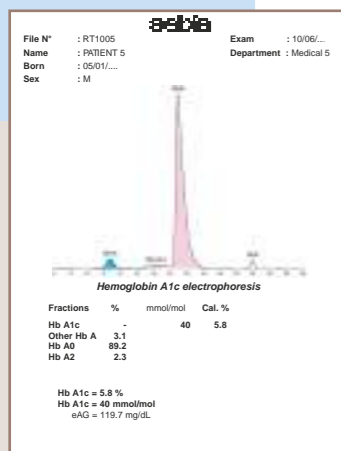 File N° : RT1005 Exam : 10/06/...
Name : PATIENT 5 Department : Medical 5
Born : 05/01/....
Sex : M
Hemoglobin A1c electrophoresis
Fractions % mmol/mol Cal. %
Hb A1c - 40 5.8
Other Hb A 3.1
Hb A0 89.2
Hb A2 2.3
Hb A1c = 5.8 %
Hb A1c = 40 mmol/mol
eAG = 119.7 mg/dL